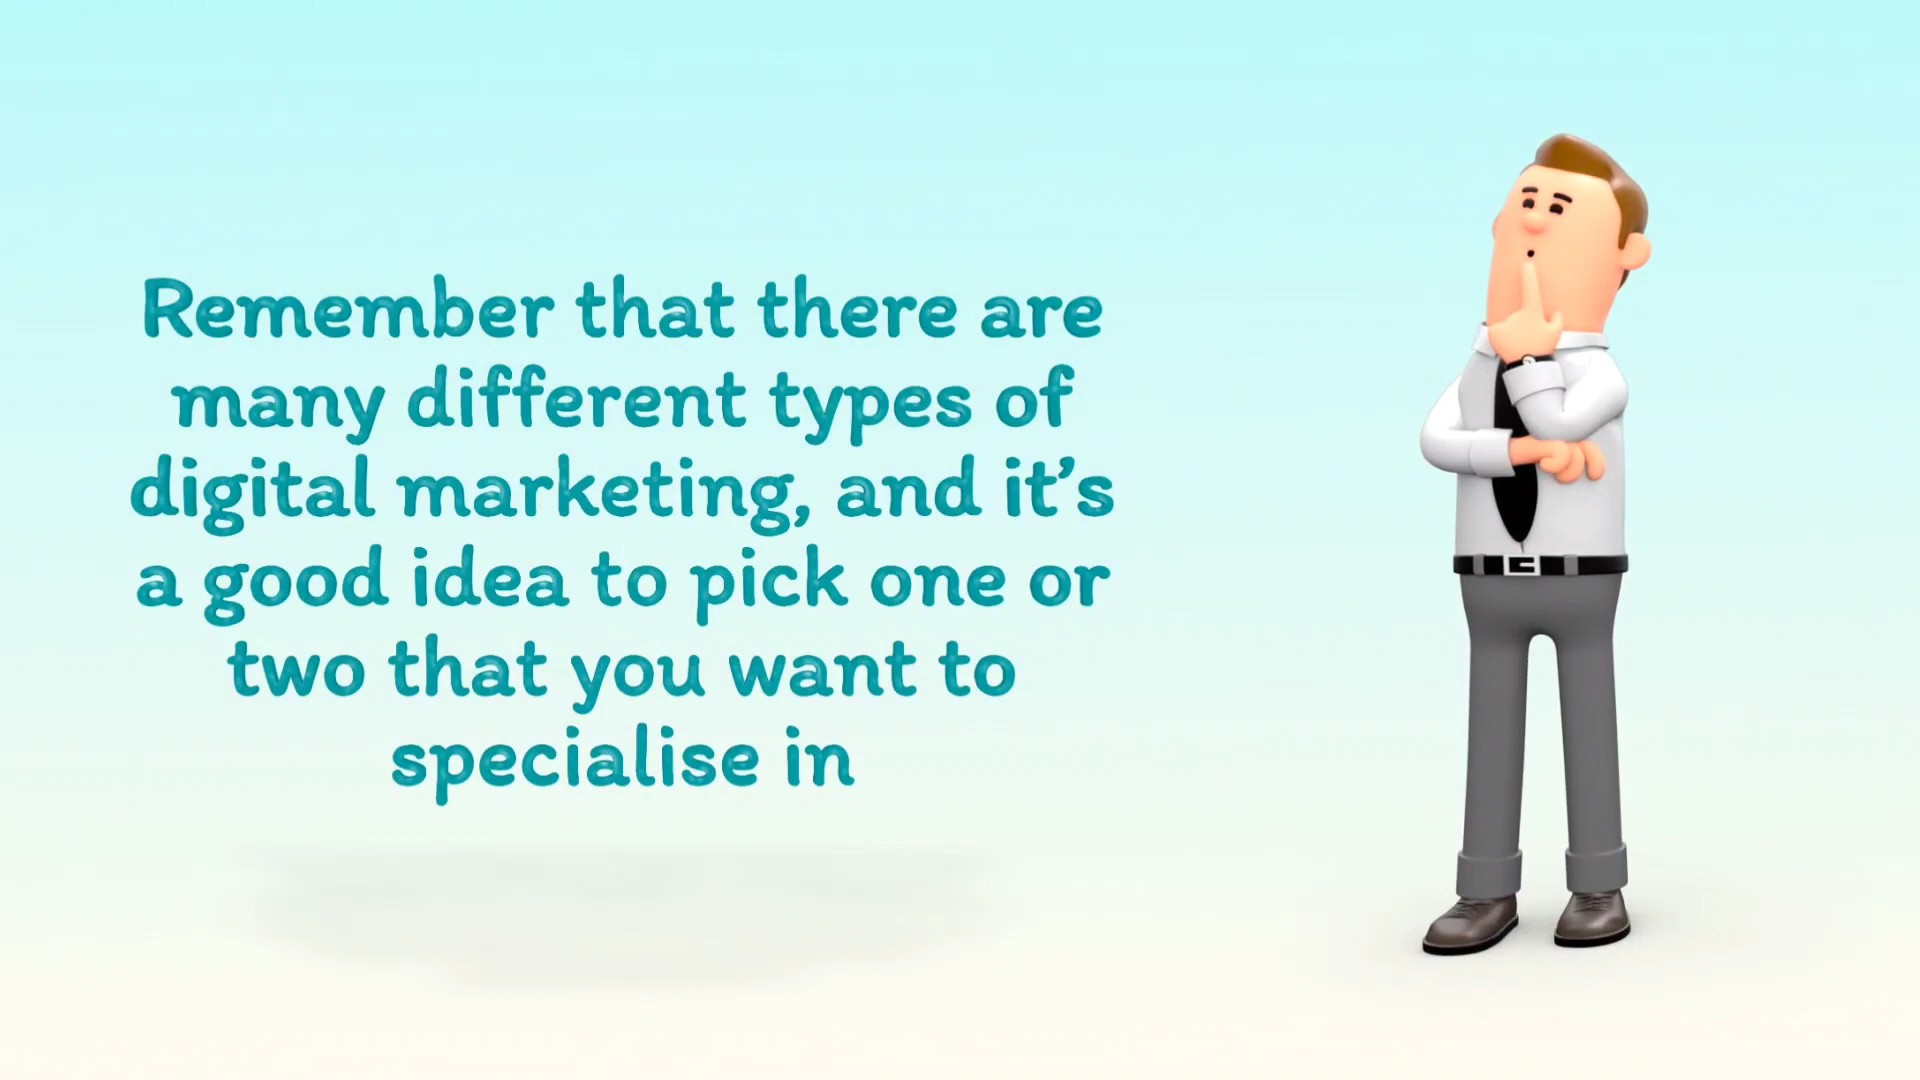 Remember that there are
many different types of
digital marketing, and it’s
a good idea to pick one or
two that you want to
specialise in